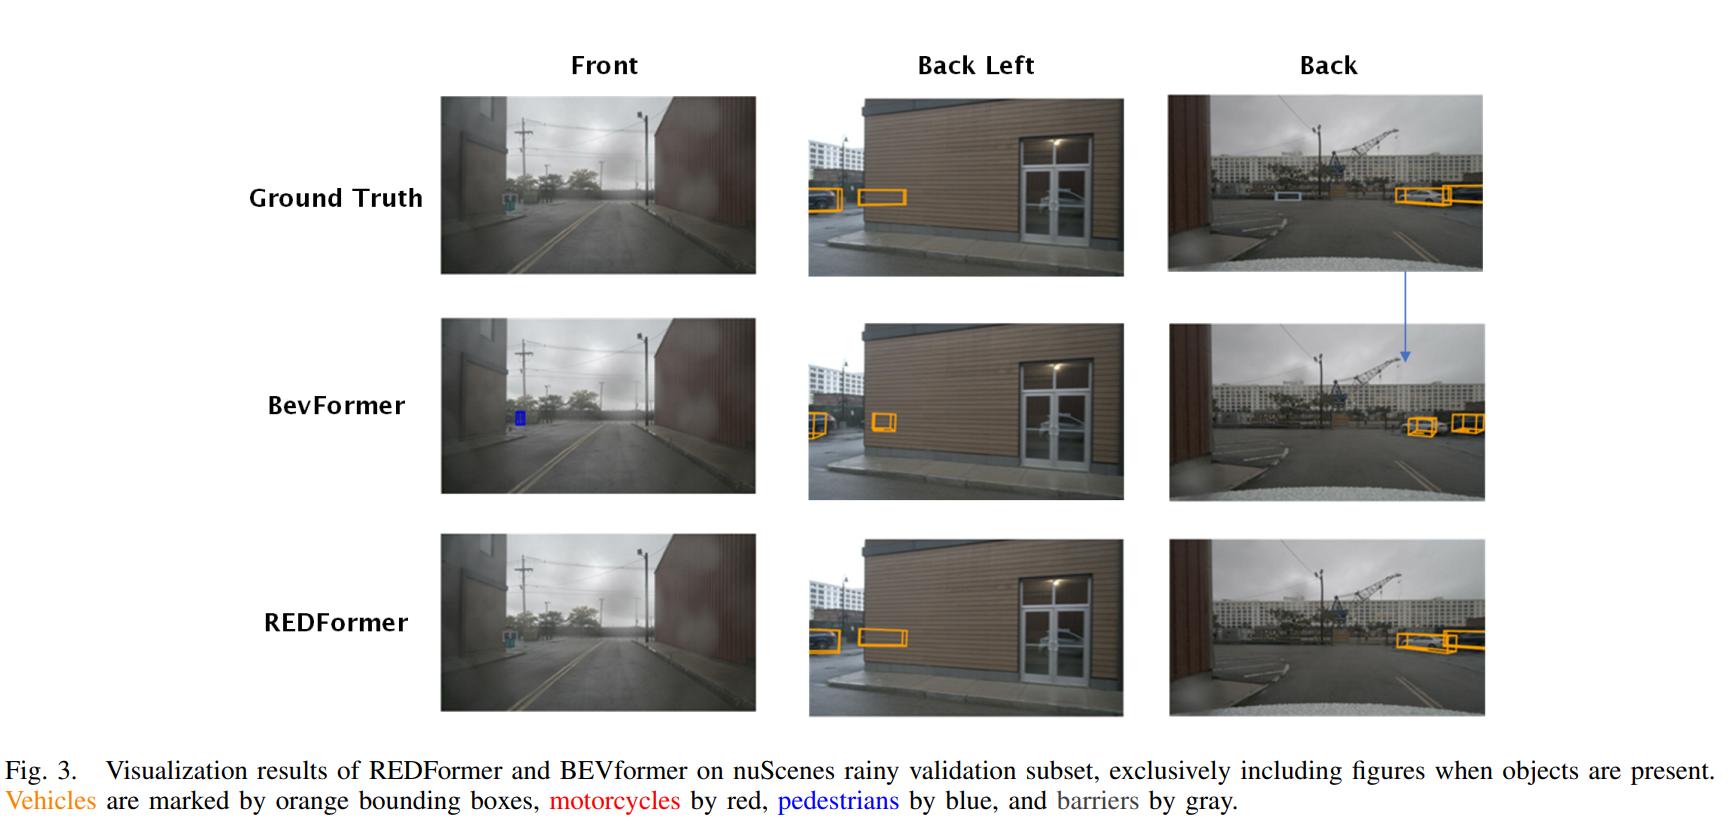 Front Back Left Back
Ground Truth
BevFormer
REDFormer
Fig. 3. Visualization results of REDFormer and BEVformer on nuScenes rainy validation subset, exclusively including figures when objects are present.
Vehicles are marked by orange bounding boxes, motorcycles by red, pedestrians by blue, and barriers by gray.